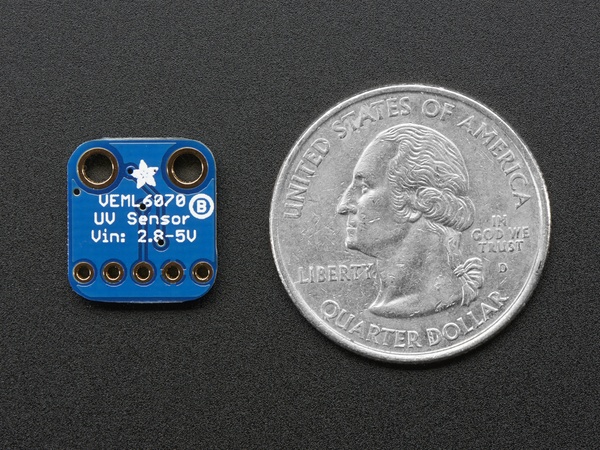 VEML6070
UV Sensor
Vin: 2.8-5V
B
UNITED STATES OF AMERICA
LIBERTY
IN
GOD WE
TRUST
D
QUARTER DOLLAR